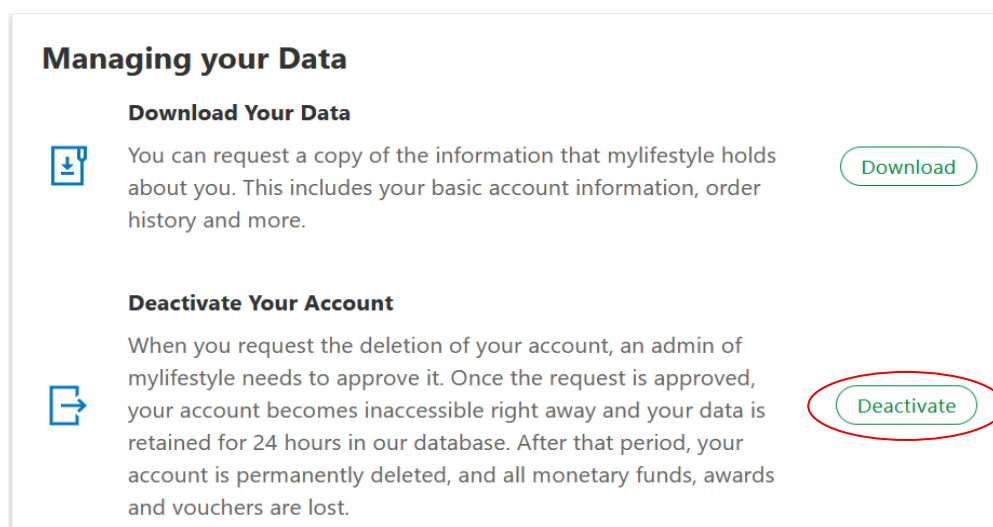 Managing your Data
Download Your Data
You can request a copy of the information that mylifestyle holds
about you. This includes your basic account information, order
history and more.
Download
Deactivate Your Account
When you request the deletion of your account, an admin of
mylifestyle needs to approve it. Once the request is approved,
your account becomes inaccessible right away and your data is
retained for 24 hours in our database. After that period, your
account is permanently deleted, and all monetary funds, awards
and vouchers are lost.
Deactivate